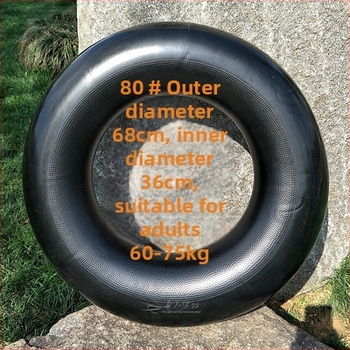 80 # Outer
diameter
68cm, inner
diameter
36cm,
suitable for
adults
60-75kg